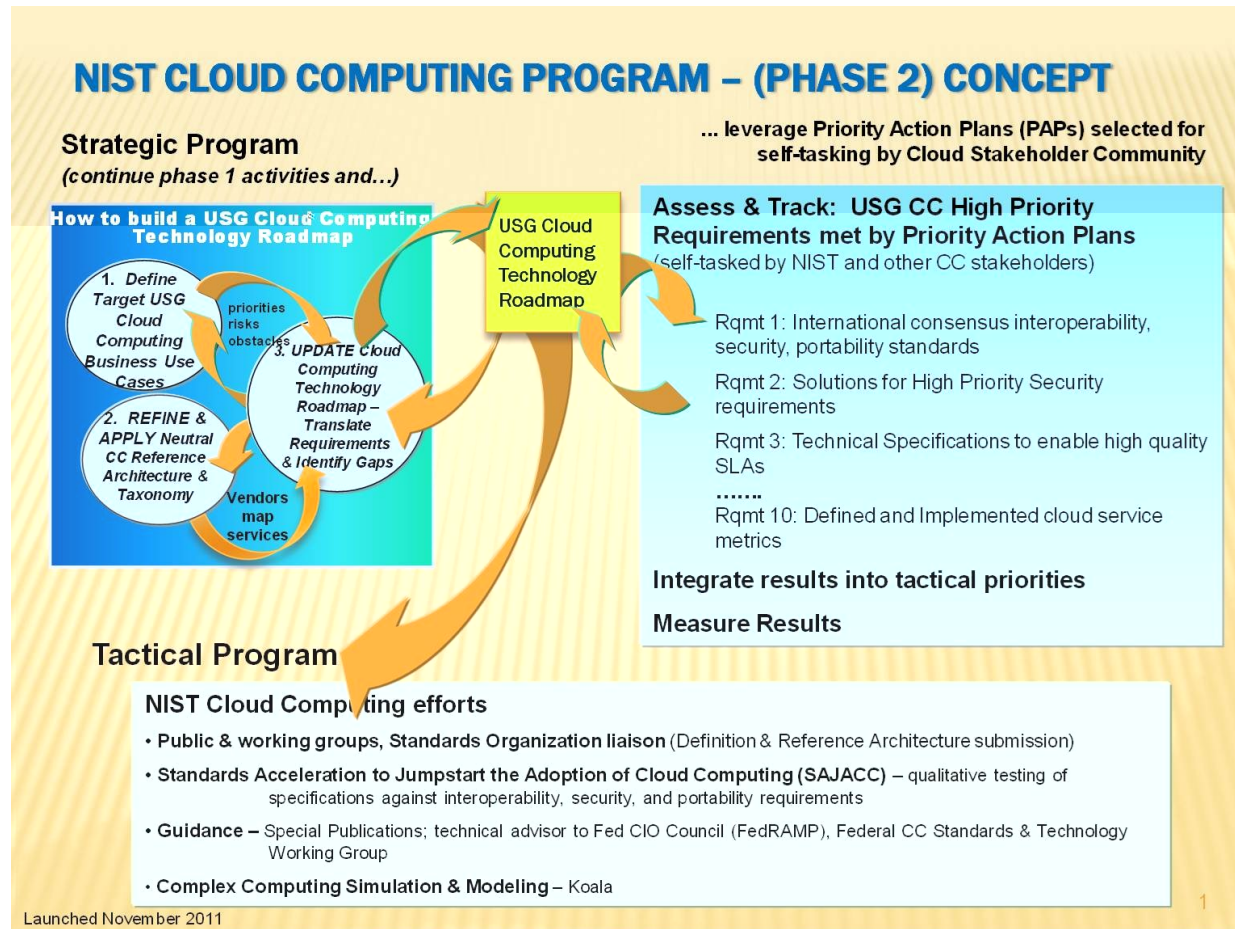 NIST CLOUD COMPUTING PROGRAM – (PHASE 2) CONCEPT
Strategic Program
(continue phase 1 activities and…)
... leverage Priority Action Plans (PAPs) selected for
self-tasking by Cloud Stakeholder Community
How to build a USG Cloud Computing
Technology Roadmap
1. Define
Target USG
Cloud
Computing
Business Use
Cases
priorities
risks
obstacles
2. REFINE &
APPLY Neutral
CC Reference
Architecture &
Taxonomy
3. UPDATE Cloud
Computing
Technology
Roadmap –
Translate
Requirements
& Identify Gaps
Vendors
map
services
USG Cloud
Computing
Technology
Roadmap
Assess & Track: USG CC High Priority
Requirements met by Priority Action Plans
(self-tasked by NIST and other CC stakeholders)
Rqmt 1: International consensus interoperability,
security, portability standards
Rqmt 2: Solutions for High Priority Security
requirements
Rqmt 3: Technical Specifications to enable high quality
SLAs
…….
Rqmt 10: Defined and Implemented cloud service
metrics
Integrate results into tactical priorities
Measure Results
Tactical Program
NIST Cloud Computing efforts
• Public & working groups, Standards Organization liaison (Definition & Reference Architecture submission)
• Standards Acceleration to Jumpstart the Adoption of Cloud Computing (SAJACC) – qualitative testing of
specifications against interoperability, security, and portability requirements
• Guidance – Special Publications; technical advisor to Fed CIO Council (FedRAMP), Federal CC Standards & Technology
Working Group
• Complex Computing Simulation & Modeling – Koala
Launched November 2011
1